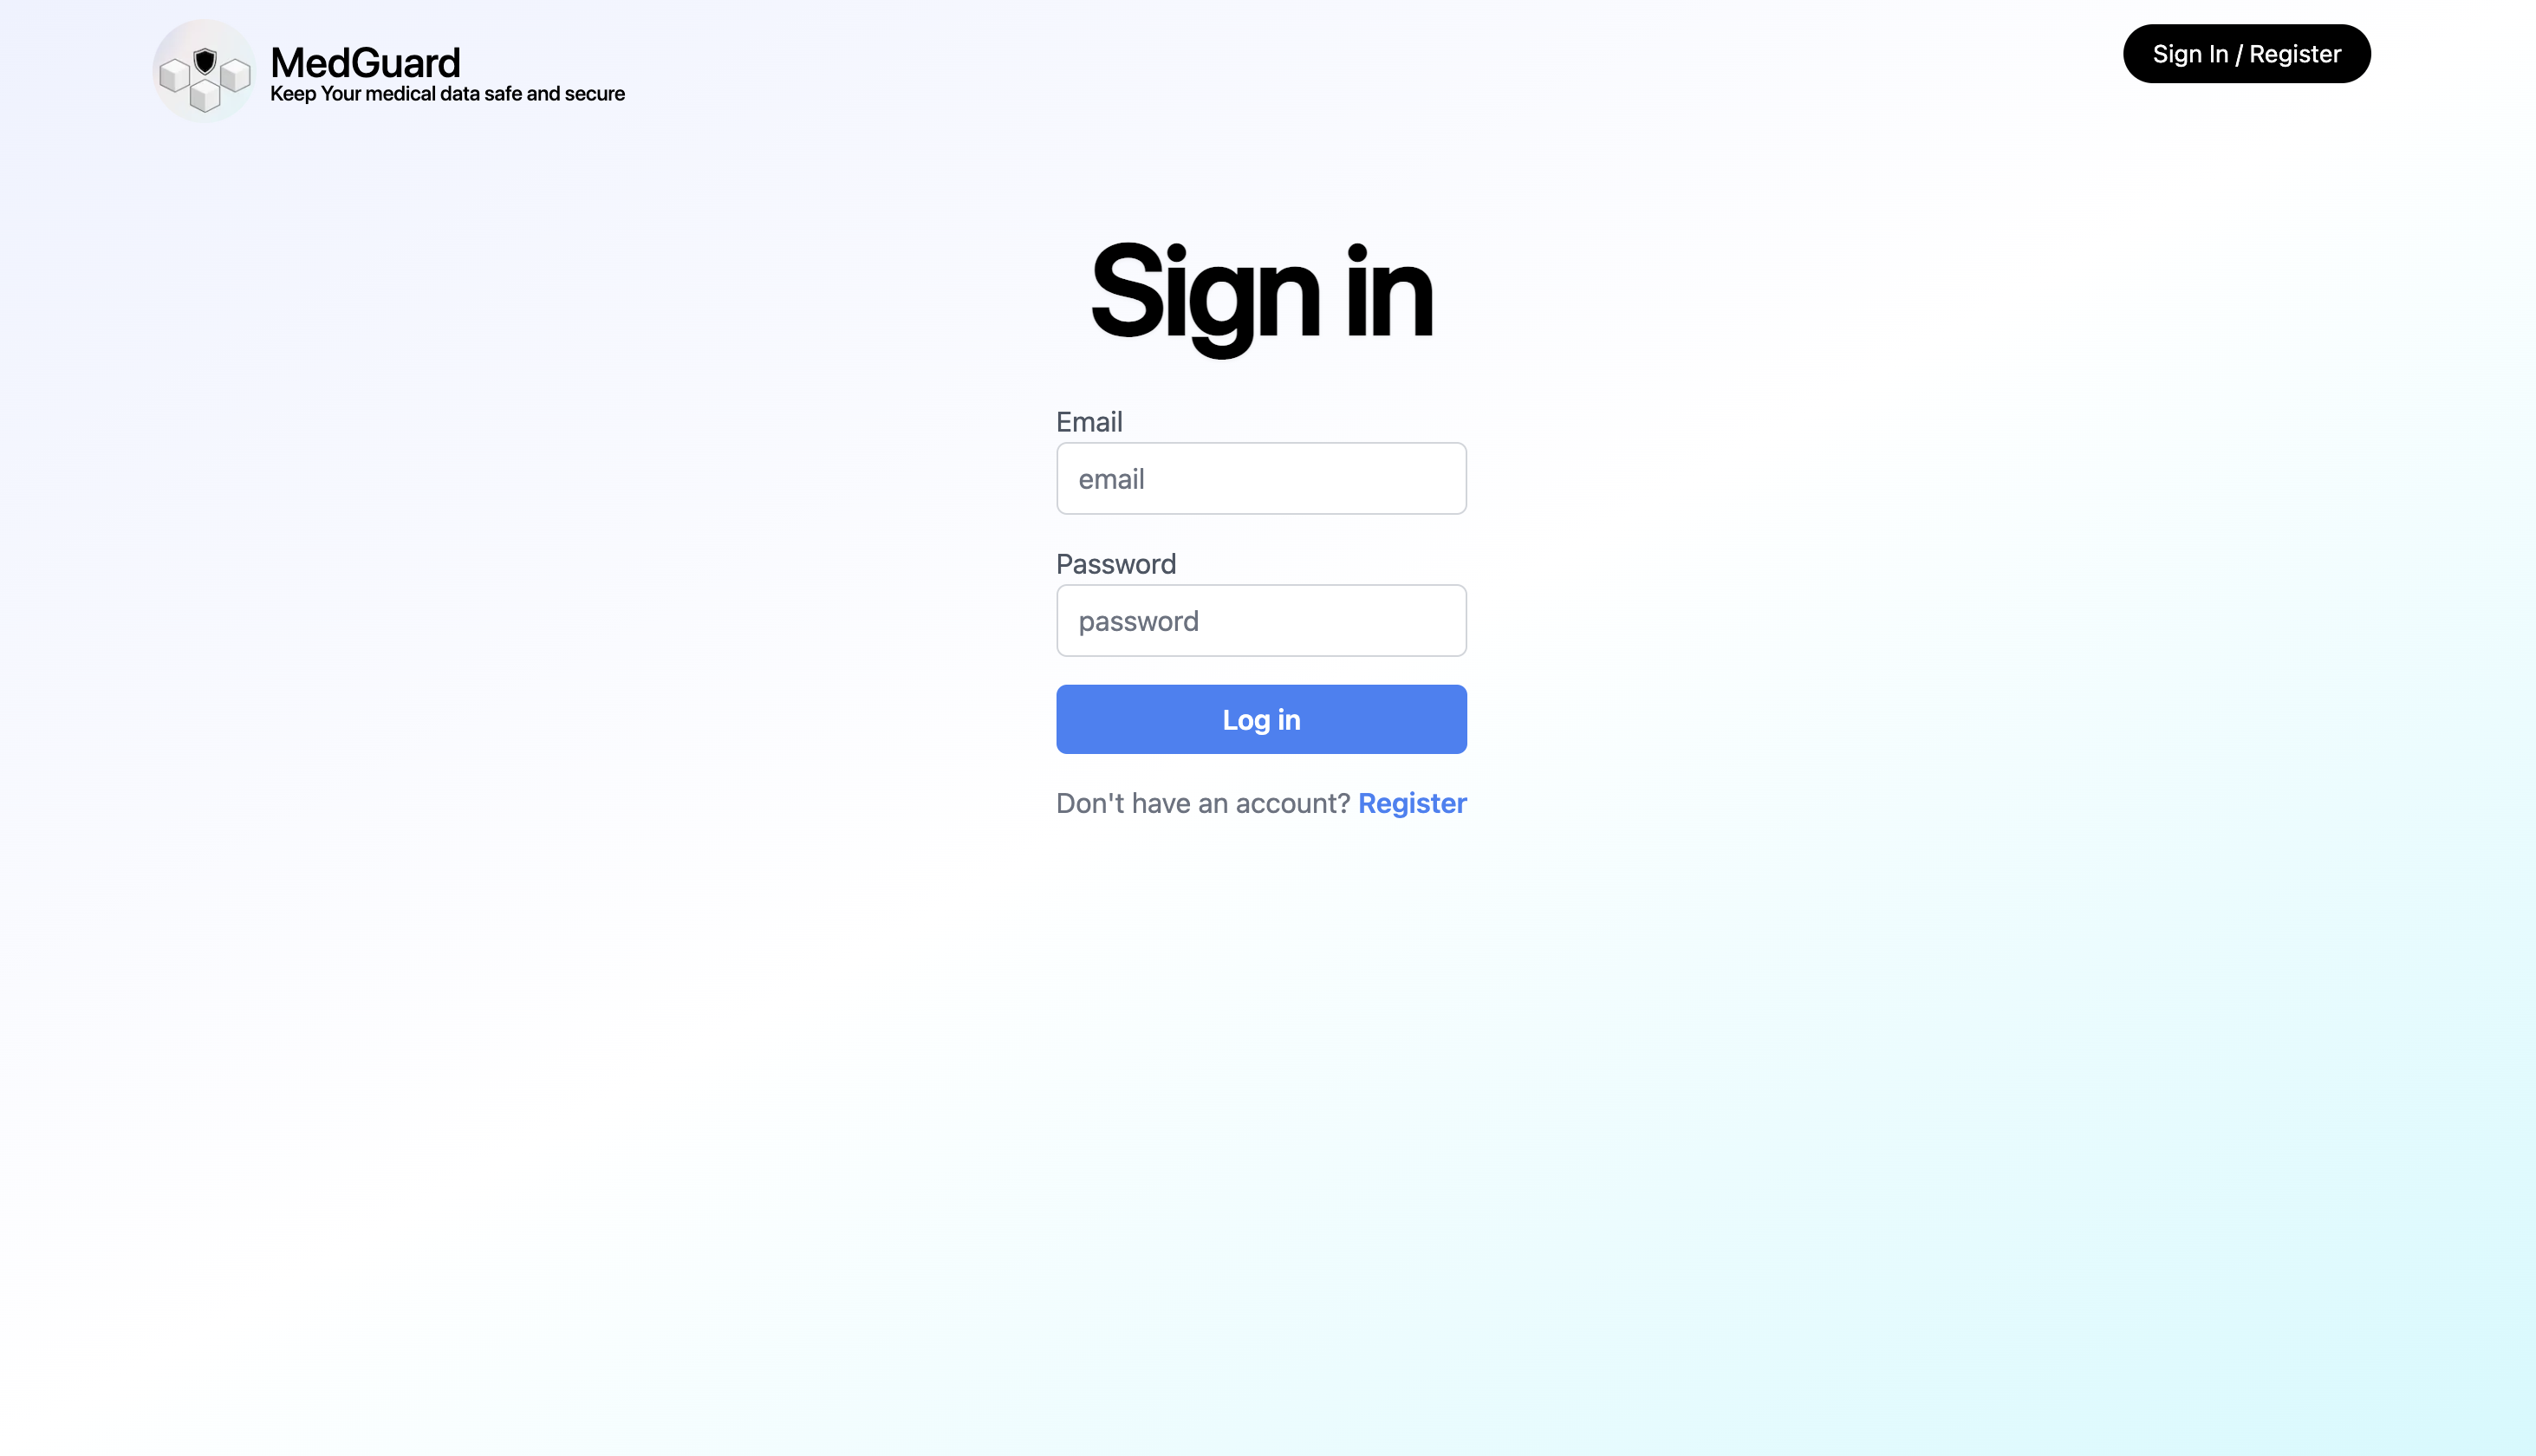 MedGuard
Keep Your medical data safe and secure
Sign In / Register
Sign in
Email
email
Password
password
Log in
Don't have an account? Register